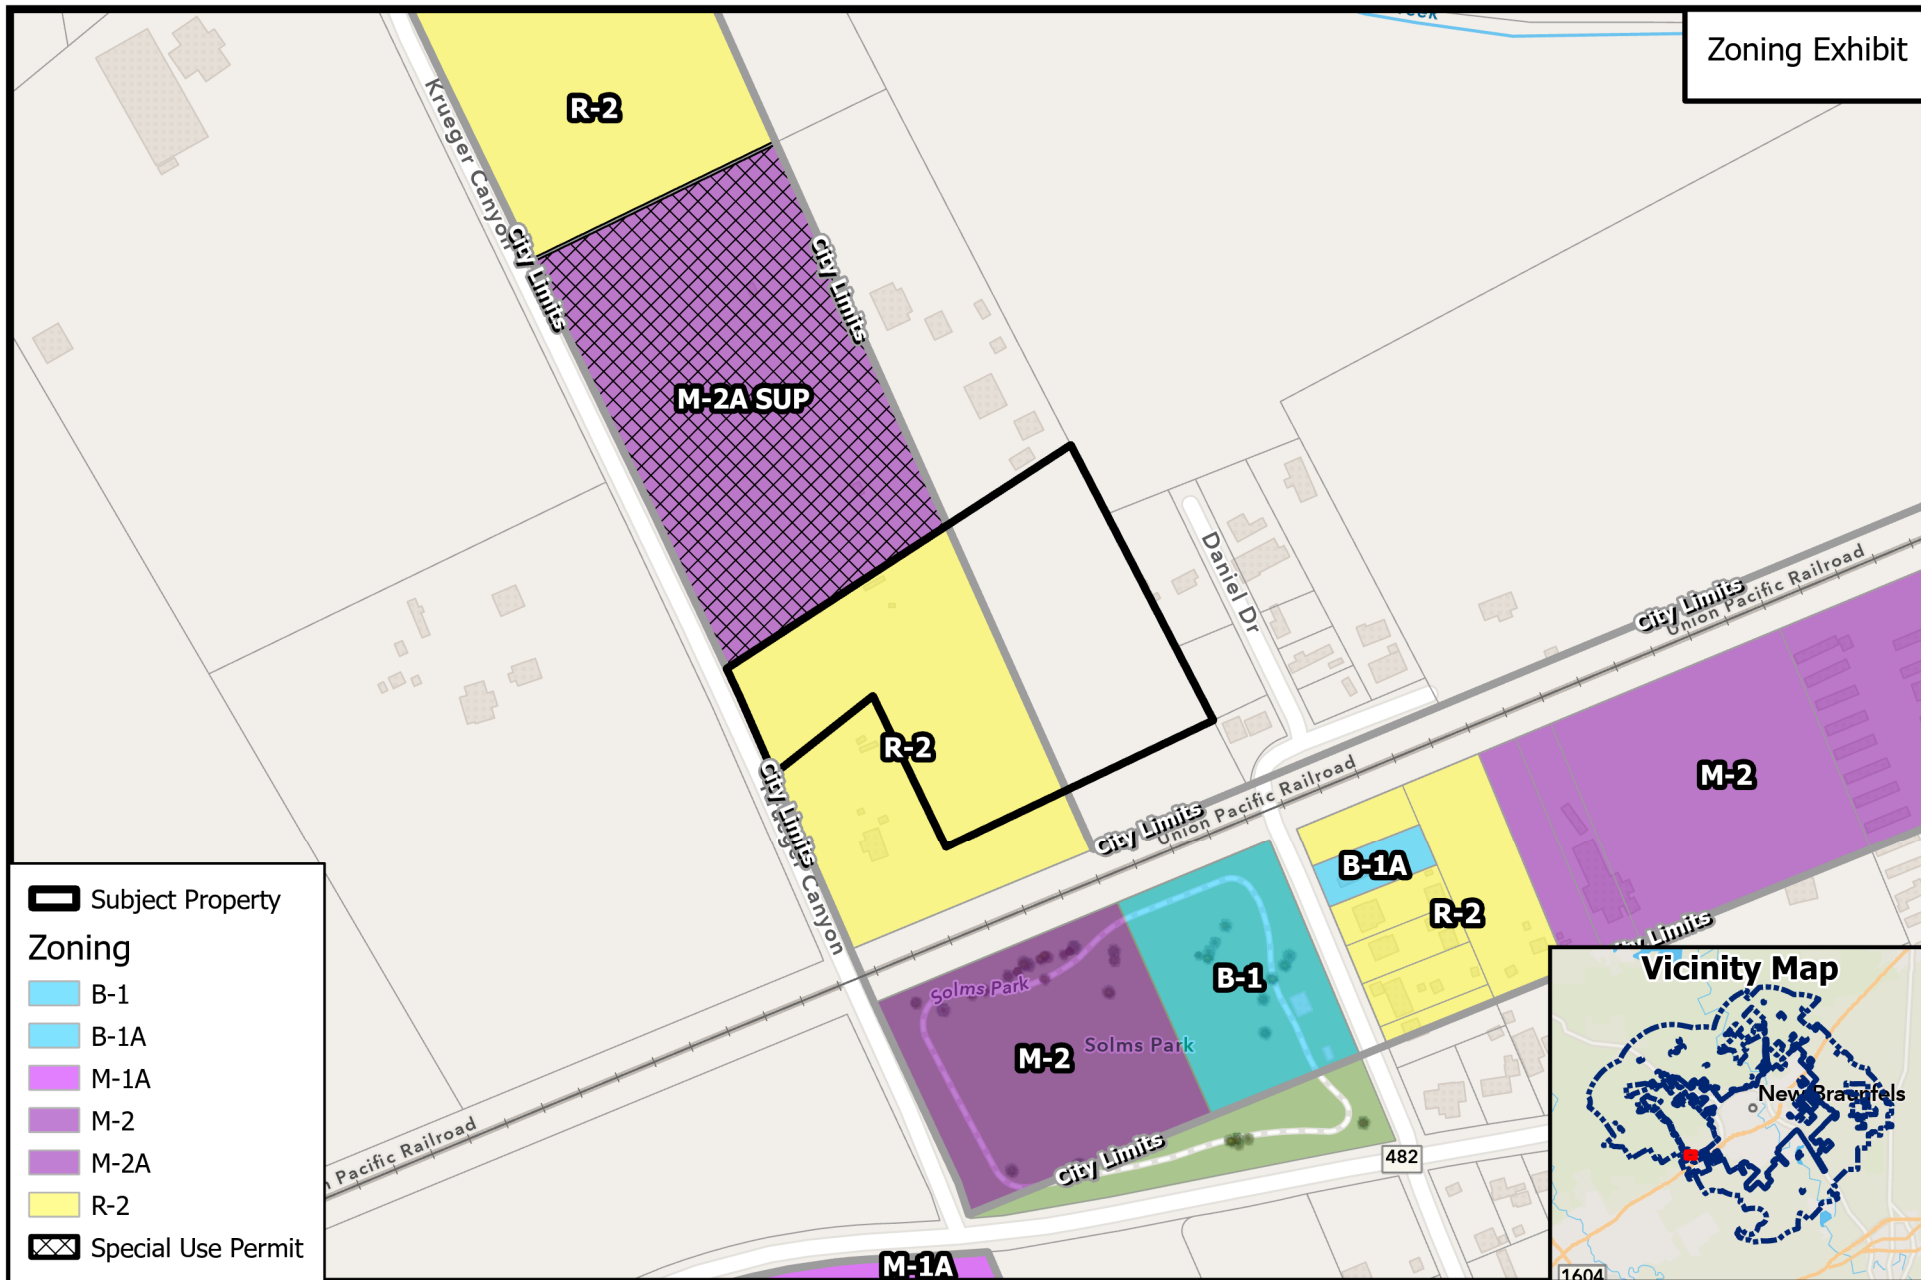 Zoning Exhibit
R-2
Krueger Canyon
City Limits
City Limits
M-2A SUP
Daniel Dr
City Limits
Union Pacific Railroad
R-2
M-2
City Limits
Canyon
City Limits
Union Pacific Railroad
B-1A
R-2
B-1
Solms Park
Solms Park
M-2
City Limits
Limits
482
Pacific Railroad
M-1A
Subject Property
Zoning
B-1
B-1A
M-1A
M-2
M-2A
R-2
Special Use Permit
Vicinity Map
New Braunfels
1604